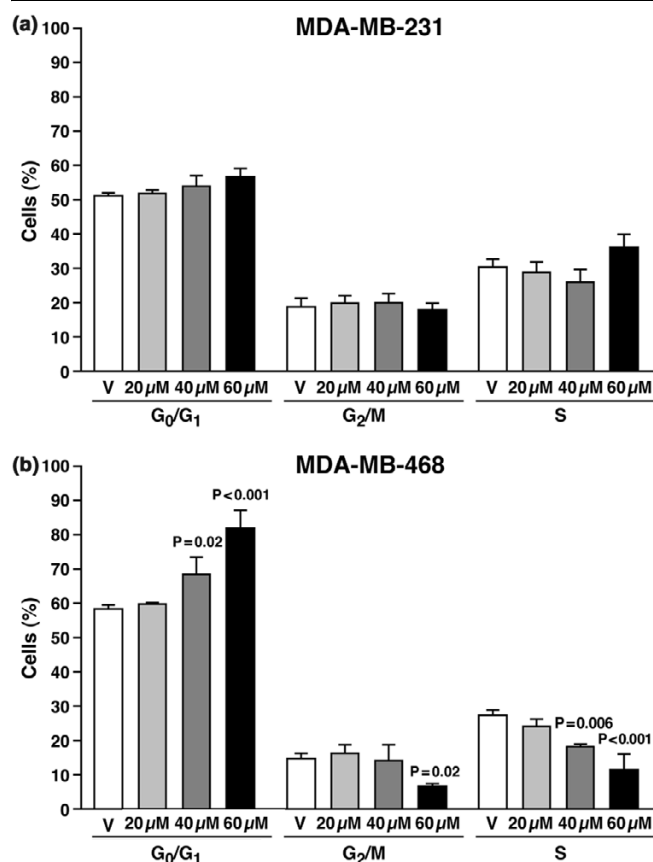 (a)
MDA-MB-231
Cells (%)
100
90
80
70
60
50
40
30
20
10
0
V 20 µM 40 µM 60 µM V 20 µM 40 µM 60 µM V 20 µM 40 µM 60 µM
G0/G1 G2/M S
(b)
MDA-MB-468
Cells (%)
100
90
80
70
60
50
40
30
20
10
0
P<0.001
P=0.02
P=0.02
P=0.006
P<0.001
V 20 µM 40 µM 60 µM V 20 µM 40 µM 60 µM V 20 µM 40 µM 60 µM
G0/G1 G2/M S